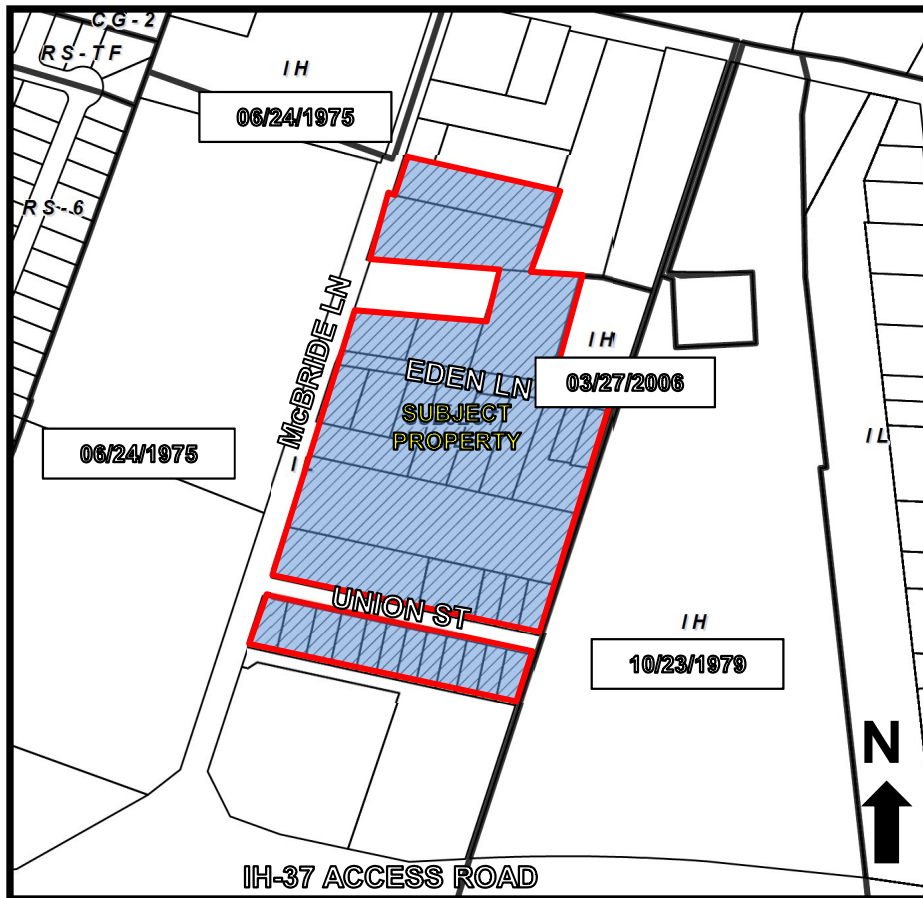 CG-2
RS-TF
IH
06/24/1975
RS-6
McBRIDE LN
IH
EDEN LN
03/27/2006
SUBJECT
PROPERTY
06/24/1975
IL
UNION ST
IH
10/23/1979
N
IH-37 ACCESS ROAD